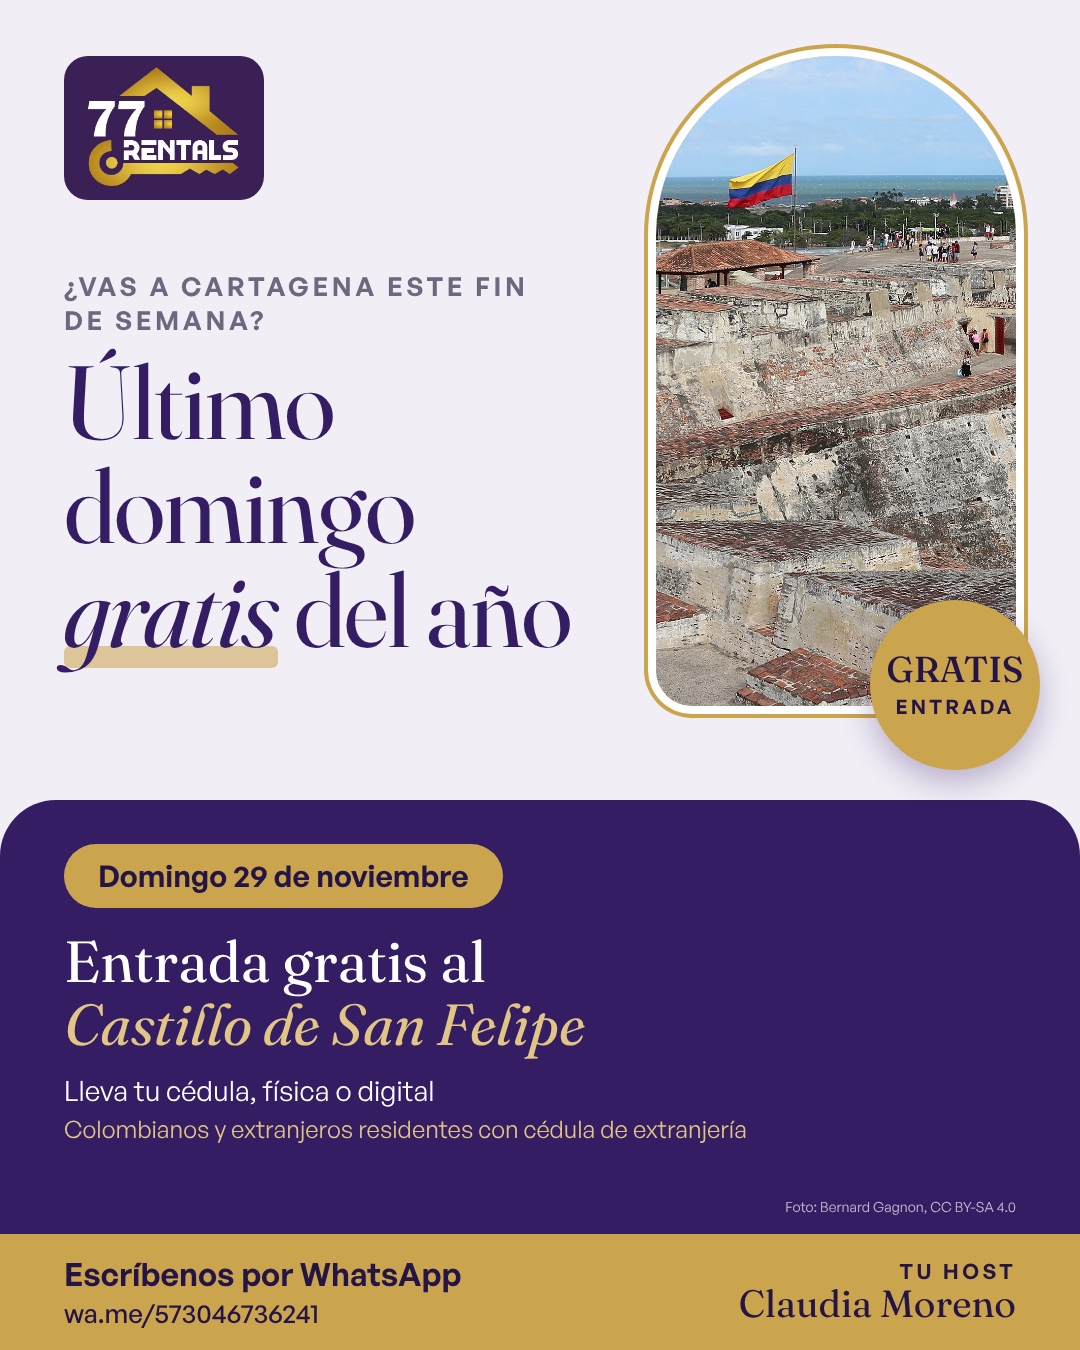 77
RENTALS
¿VAS A CARTAGENA ESTE FIN
DE SEMANA?
Último
domingo
gratis del año
GRATIS
ENTRADA
Domingo 29 de noviembre
Entrada gratis al
Castillo de San Felipe
Lleva tu cédula, física o digital
Colombianos y extranjeros residentes con cédula de extranjería
Foto: Bernard Gagnon, CC BY-SA 4.0
Escríbenos por WhatsApp
wa.me/573046736241
TU HOST
Claudia Moreno